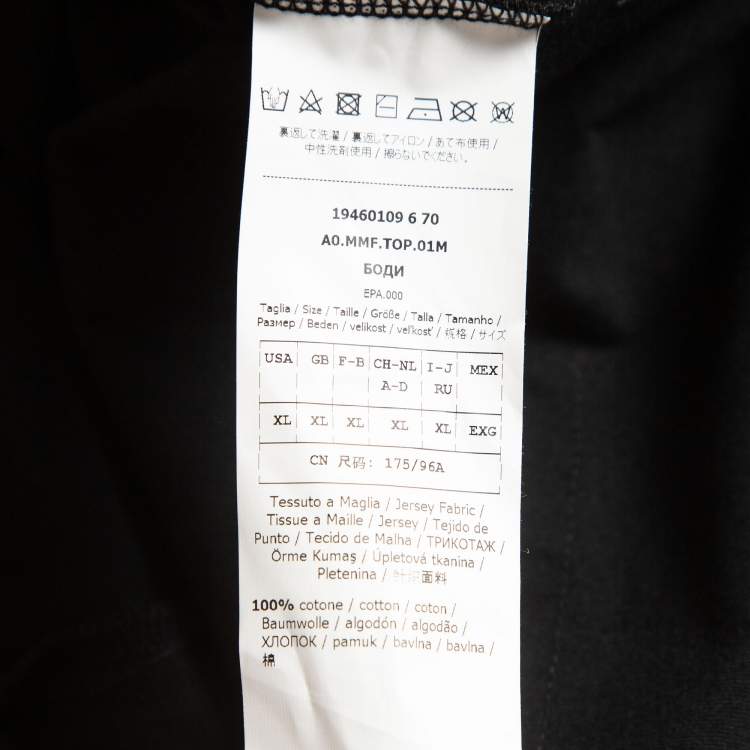 裏返して洗濯 / 裏返してアイロン / あて布使用 /
中性洗剤使用 / 搾らないでください。
19460109 6 70
A0.MMF.TOP.01M
БОДИ
EPA.000
Taglia / Size / Taille / Größe / Talla / Tamanho /
Размер / Beden / velikost / veľkosť / 规格 / サイズ
USA GB F-B CH-NL I-J MEX
A-D RU
XL XL XL XL XL EXG
CN 尺码: 175/96A
Tessuto a Maglia / Jersey Fabric /
Tissue a Maille / Jersey / Tejido de
Punto / Tecido de Malha / ТРИКОТАЖ /
Örme Kumaş / Úpletová tkanina /
Pletenina / 针织面料
100% cotone / cotton / coton /
Baumwolle / algodón / algodão /
ХЛОПОК / pamuk / bavlna / bavlna /
棉